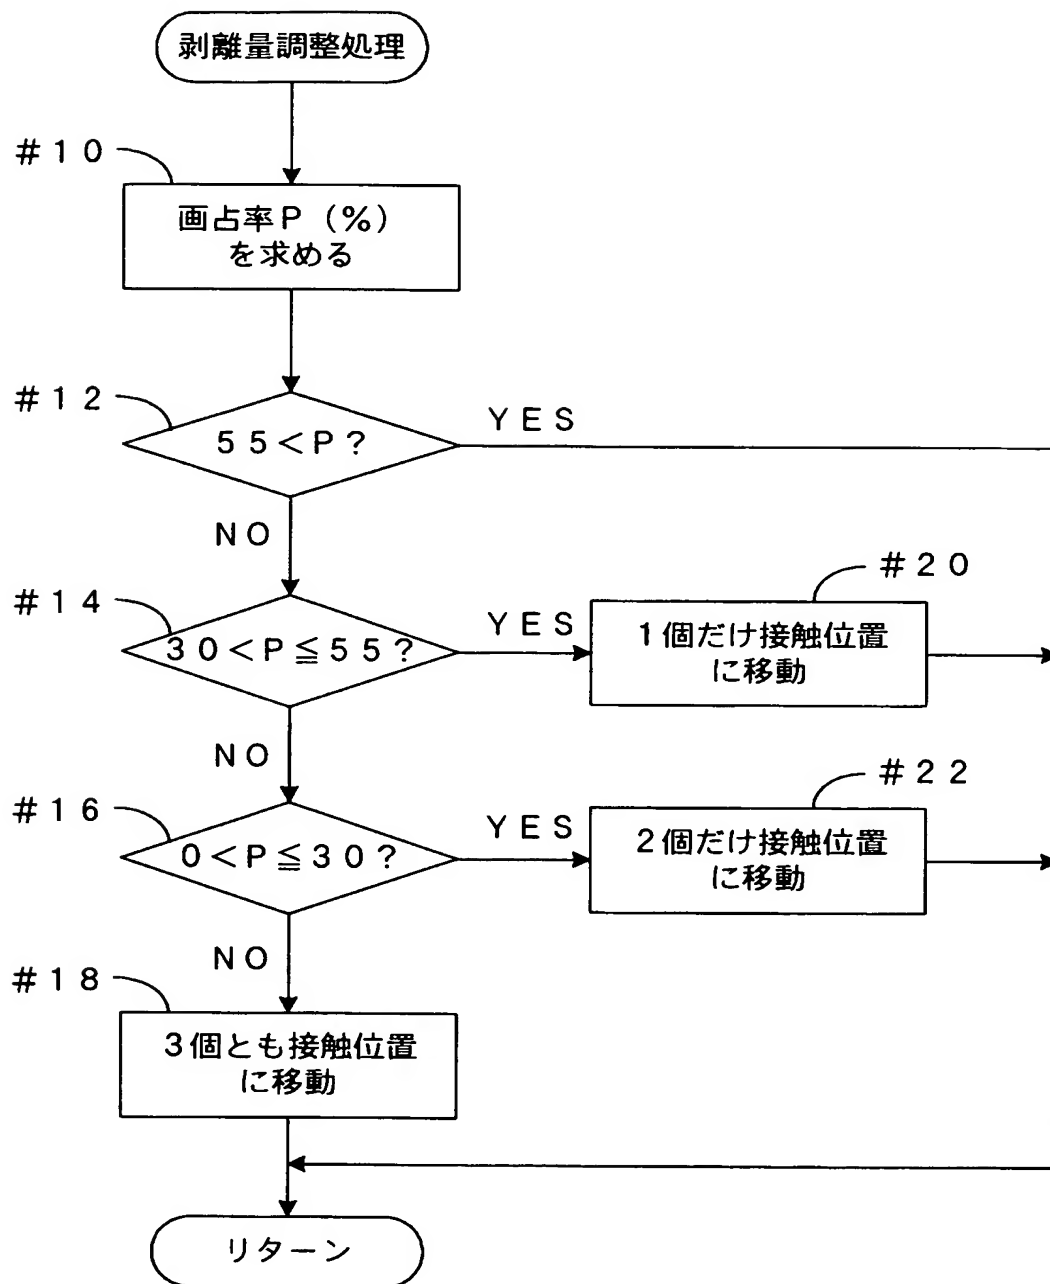 剥離量調整処理
#10
画占率P(%)
を求める
#12
55<P?
YES
NO
#14
30<P≦55?
YES
#20
1個だけ接触位置
に移動
NO
#16
0<P≦30?
YES
#22
2個だけ接触位置
に移動
NO
#18
3個とも接触位置
に移動
リターン